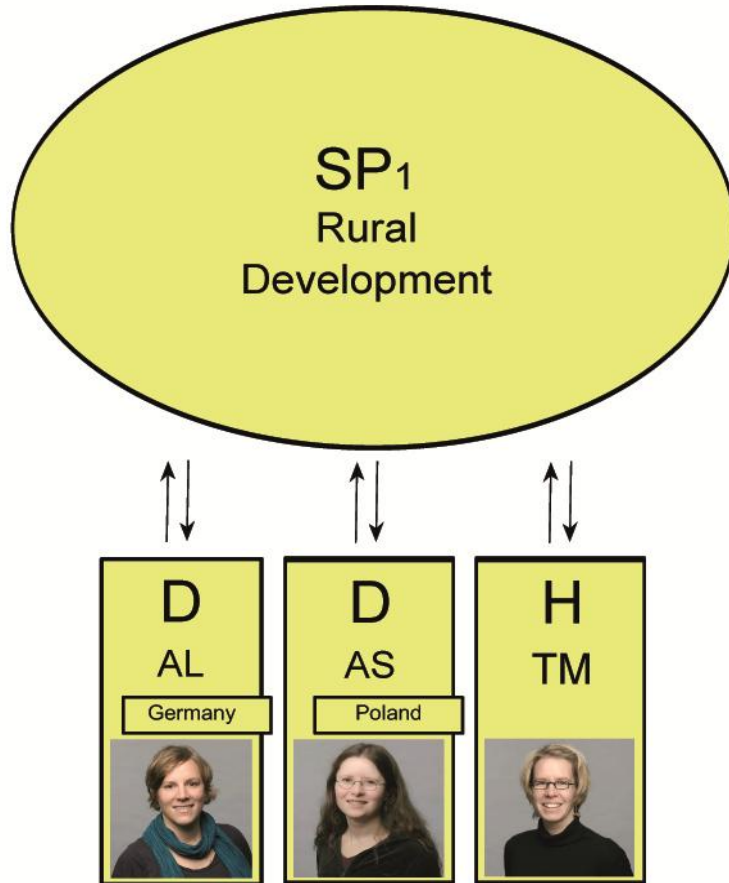 SP1
Rural
Development
D
AL
Germany
D
AS
Poland
H
TM